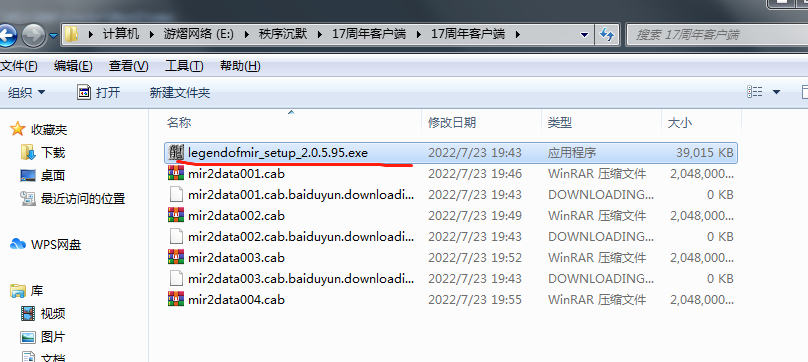 计算机 游熠网络 (E:) 秩序沉默 17周年客户端 17周年客户端 搜索 17周年客户端
文件(F) 编辑(E) 查看(V) 工具(T) 帮助(H)
组织 打开 新建文件夹
收藏夹 名称 修改日期 类型 大小
下载 legendofmir_setup_2.0.5.95.exe 2022/7/23 19:43 应用程序 39,015 KB
桌面 mir2data001.cab 2022/7/23 19:46 WinRAR 压缩文件 2,048,000...
最近访问的位置 mir2data001.cab.baiduyun.downloadi... 2022/7/23 19:43 DOWNLOADING... 0 KB
mir2data002.cab 2022/7/23 19:49 WinRAR 压缩文件 2,048,000...
WPS网盘 mir2data002.cab.baiduyun.downloadi... 2022/7/23 19:43 DOWNLOADING... 0 KB
mir2data003.cab 2022/7/23 19:52 WinRAR 压缩文件 2,048,000...
库 mir2data003.cab.baiduyun.downloadi... 2022/7/23 19:43 DOWNLOADING... 0 KB
视频 mir2data004.cab 2022/7/23 19:55 WinRAR 压缩文件 2,048,000...
图片
文档